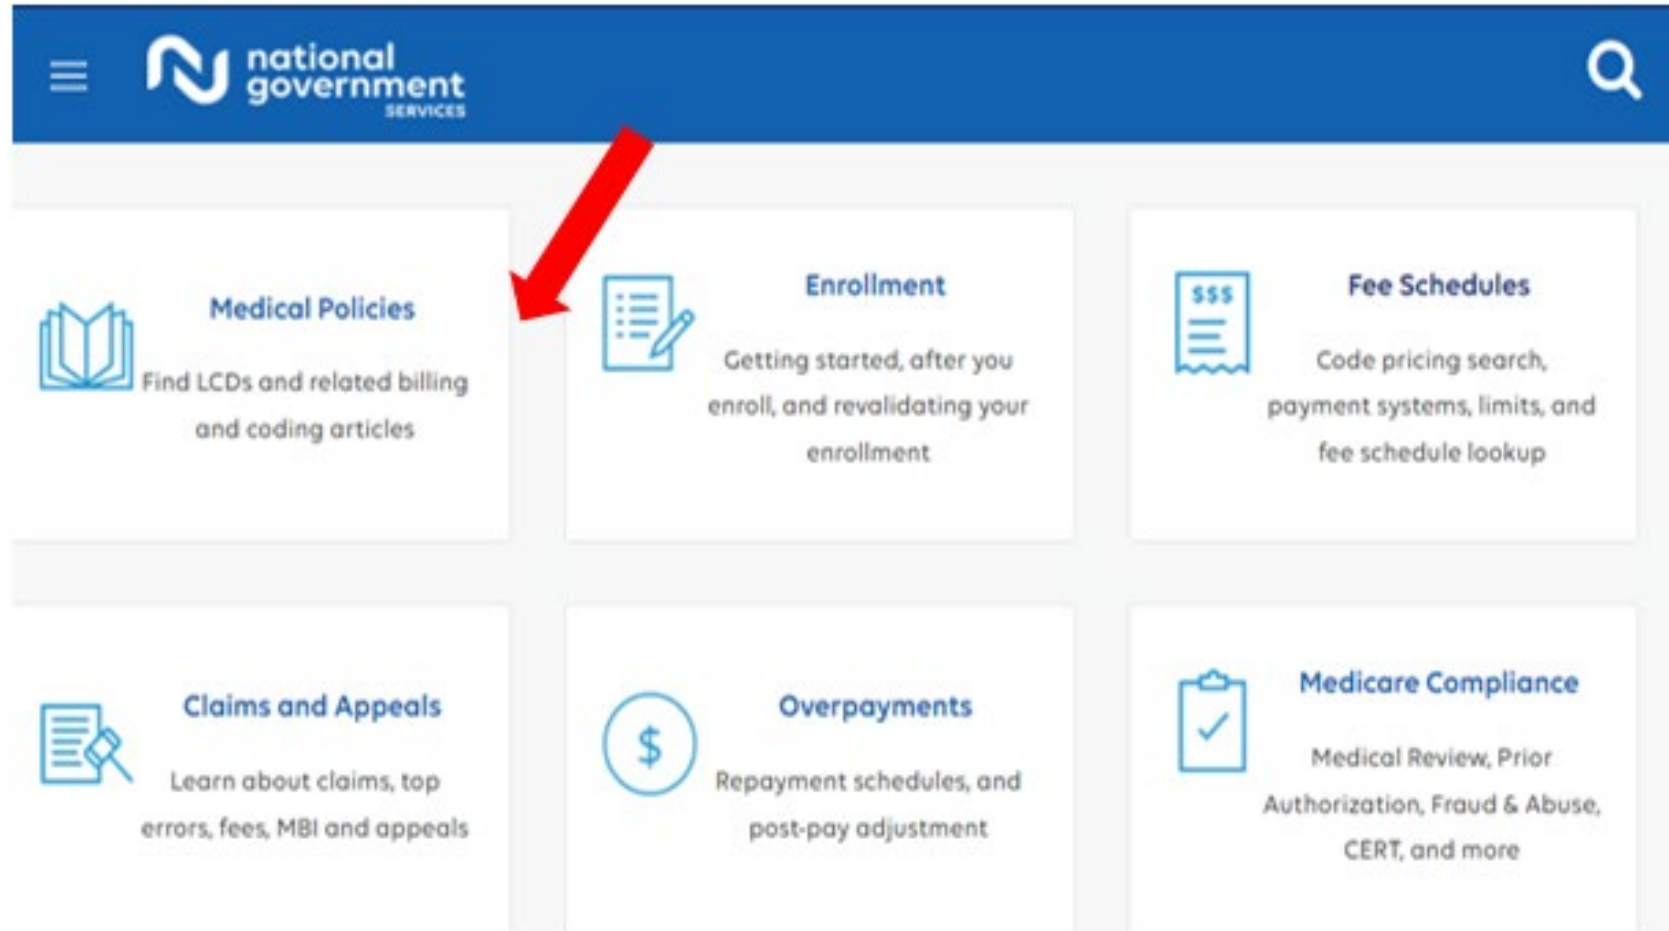 national
government
SERVICES
Medical Policies
Find LCDs and related billing
and coding articles
Enrollment
Getting started, after you
enroll, and revalidating your
enrollment
$$$
Fee Schedules
Code pricing search,
payment systems, limits, and
fee schedule lookup
Claims and Appeals
Learn about claims, top
errors, fees, MBI and appeals
$
Overpayments
Repayment schedules, and
post-pay adjustment
Medicare Compliance
Medical Review, Prior
Authorization, Fraud & Abuse,
CERT, and more